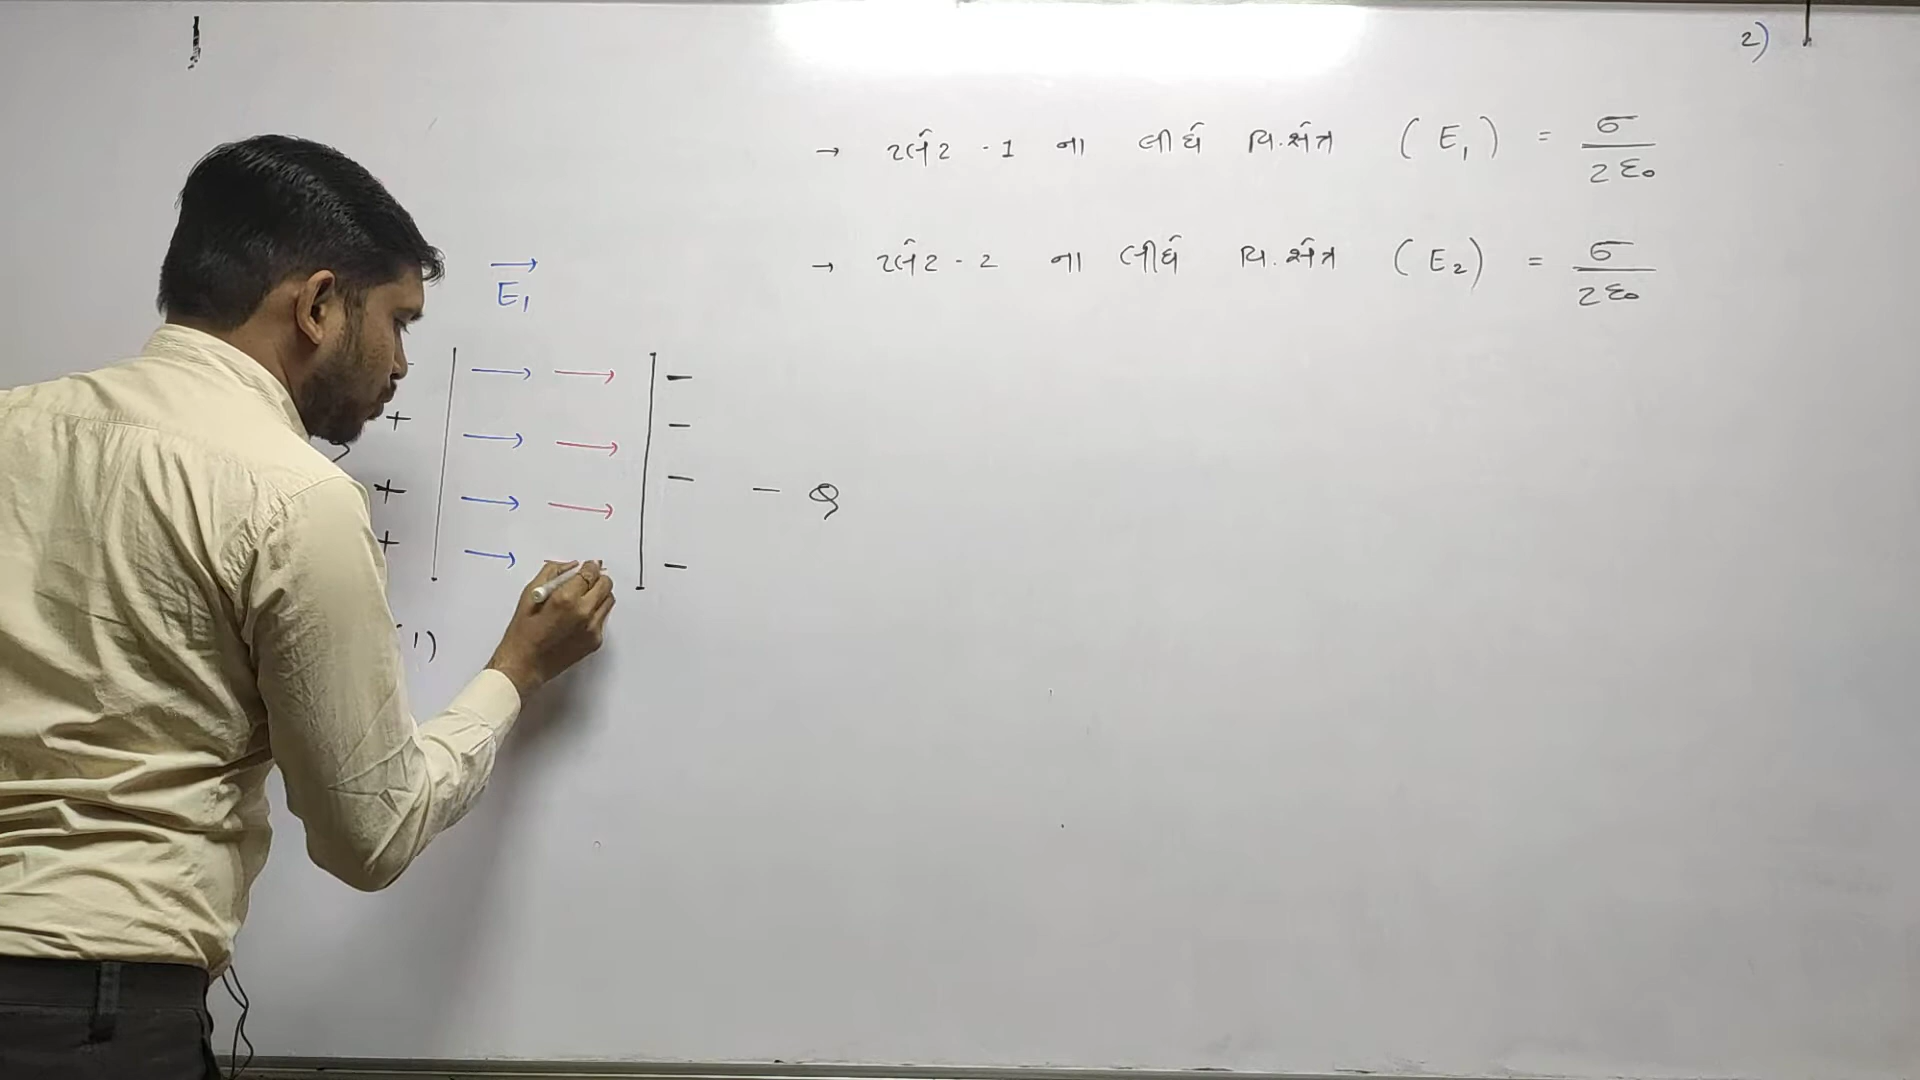 2)
→ પ્લેટ - 1 ના લીધે વિ.ક્ષેત્ર (E₁) = σ / 2ε₀
→ પ્લેટ - 2 ના લીધે વિ.ક્ષેત્ર (E₂) = σ / 2ε₀
E₁
+ −
+ −
+ − − Q
+ −
1)